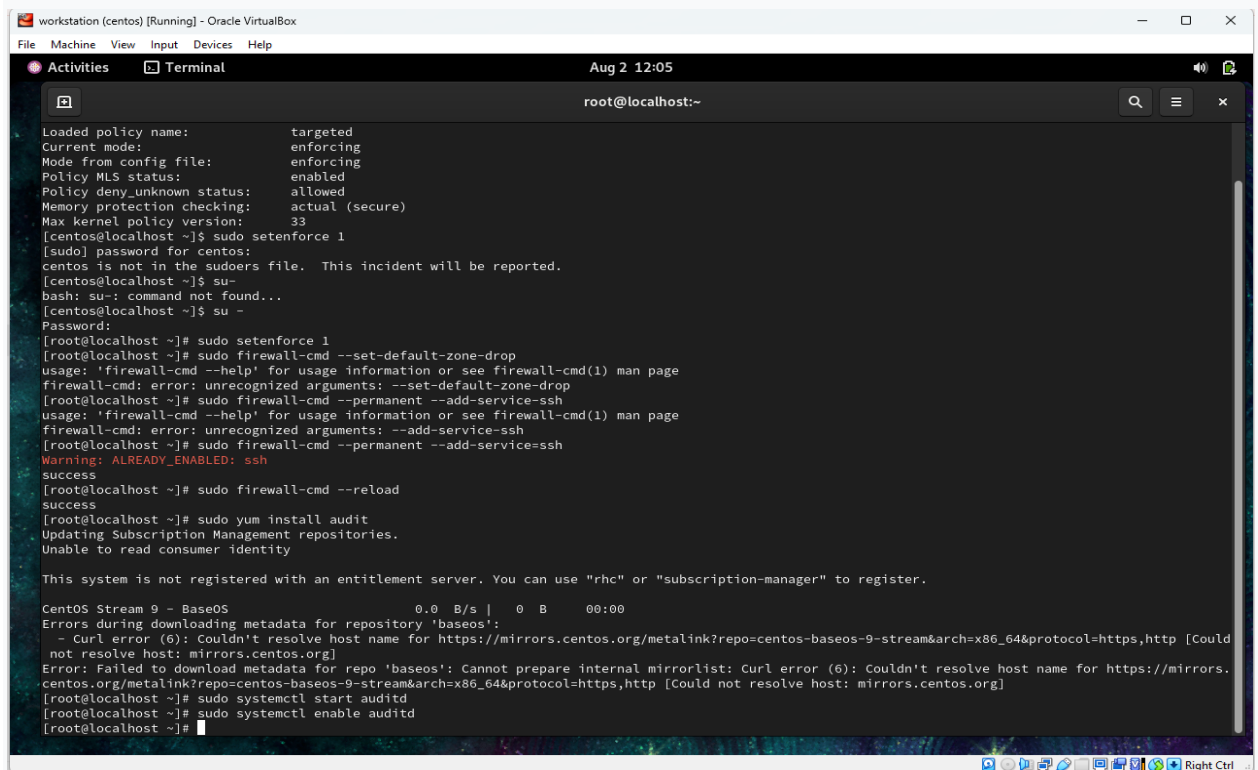 workstation (centos) [Running] - Oracle VirtualBox
File Machine View Input Devices Help
Activities Terminal Aug 2 12:05
root@localhost:~
Loaded policy name:             targeted
Current mode:                   enforcing
Mode from config file:          enforcing
Policy MLS status:              enabled
Policy deny_unknown status:     allowed
Memory protection checking:     actual (secure)
Max kernel policy version:      33
[centos@localhost ~]$ sudo setenforce 1
[sudo] password for centos:
centos is not in the sudoers file.  This incident will be reported.
[centos@localhost ~]$ su-
bash: su-: command not found...
[centos@localhost ~]$ su -
Password:
[root@localhost ~]# sudo setenforce 1
[root@localhost ~]# sudo firewall-cmd --set-default-zone-drop
usage: 'firewall-cmd --help' for usage information or see firewall-cmd(1) man page
firewall-cmd: error: unrecognized arguments: --set-default-zone-drop
[root@localhost ~]# sudo firewall-cmd --permanent --add-service-ssh
usage: 'firewall-cmd --help' for usage information or see firewall-cmd(1) man page
firewall-cmd: error: unrecognized arguments: --add-service-ssh
[root@localhost ~]# sudo firewall-cmd --permanent --add-service=ssh
Warning: ALREADY_ENABLED: ssh
success
[root@localhost ~]# sudo firewall-cmd --reload
success
[root@localhost ~]# sudo yum install audit
Updating Subscription Management repositories.
Unable to read consumer identity
This system is not registered with an entitlement server. You can use "rhc" or "subscription-manager" to register.
CentOS Stream 9 - BaseOS                        0.0  B/s |   0  B     00:00
Errors during downloading metadata for repository 'baseos':
  - Curl error (6): Couldn't resolve host name for https://mirrors.centos.org/metalink?repo=centos-baseos-9-stream&arch=x86_64&protocol=https,http [Could
 not resolve host: mirrors.centos.org]
Error: Failed to download metadata for repo 'baseos': Cannot prepare internal mirrorlist: Curl error (6): Couldn't resolve host name for https://mirrors.
centos.org/metalink?repo=centos-baseos-9-stream&arch=x86_64&protocol=https,http [Could not resolve host: mirrors.centos.org]
[root@localhost ~]# sudo systemctl start auditd
[root@localhost ~]# sudo systemctl enable auditd
[root@localhost ~]#
Right Ctrl